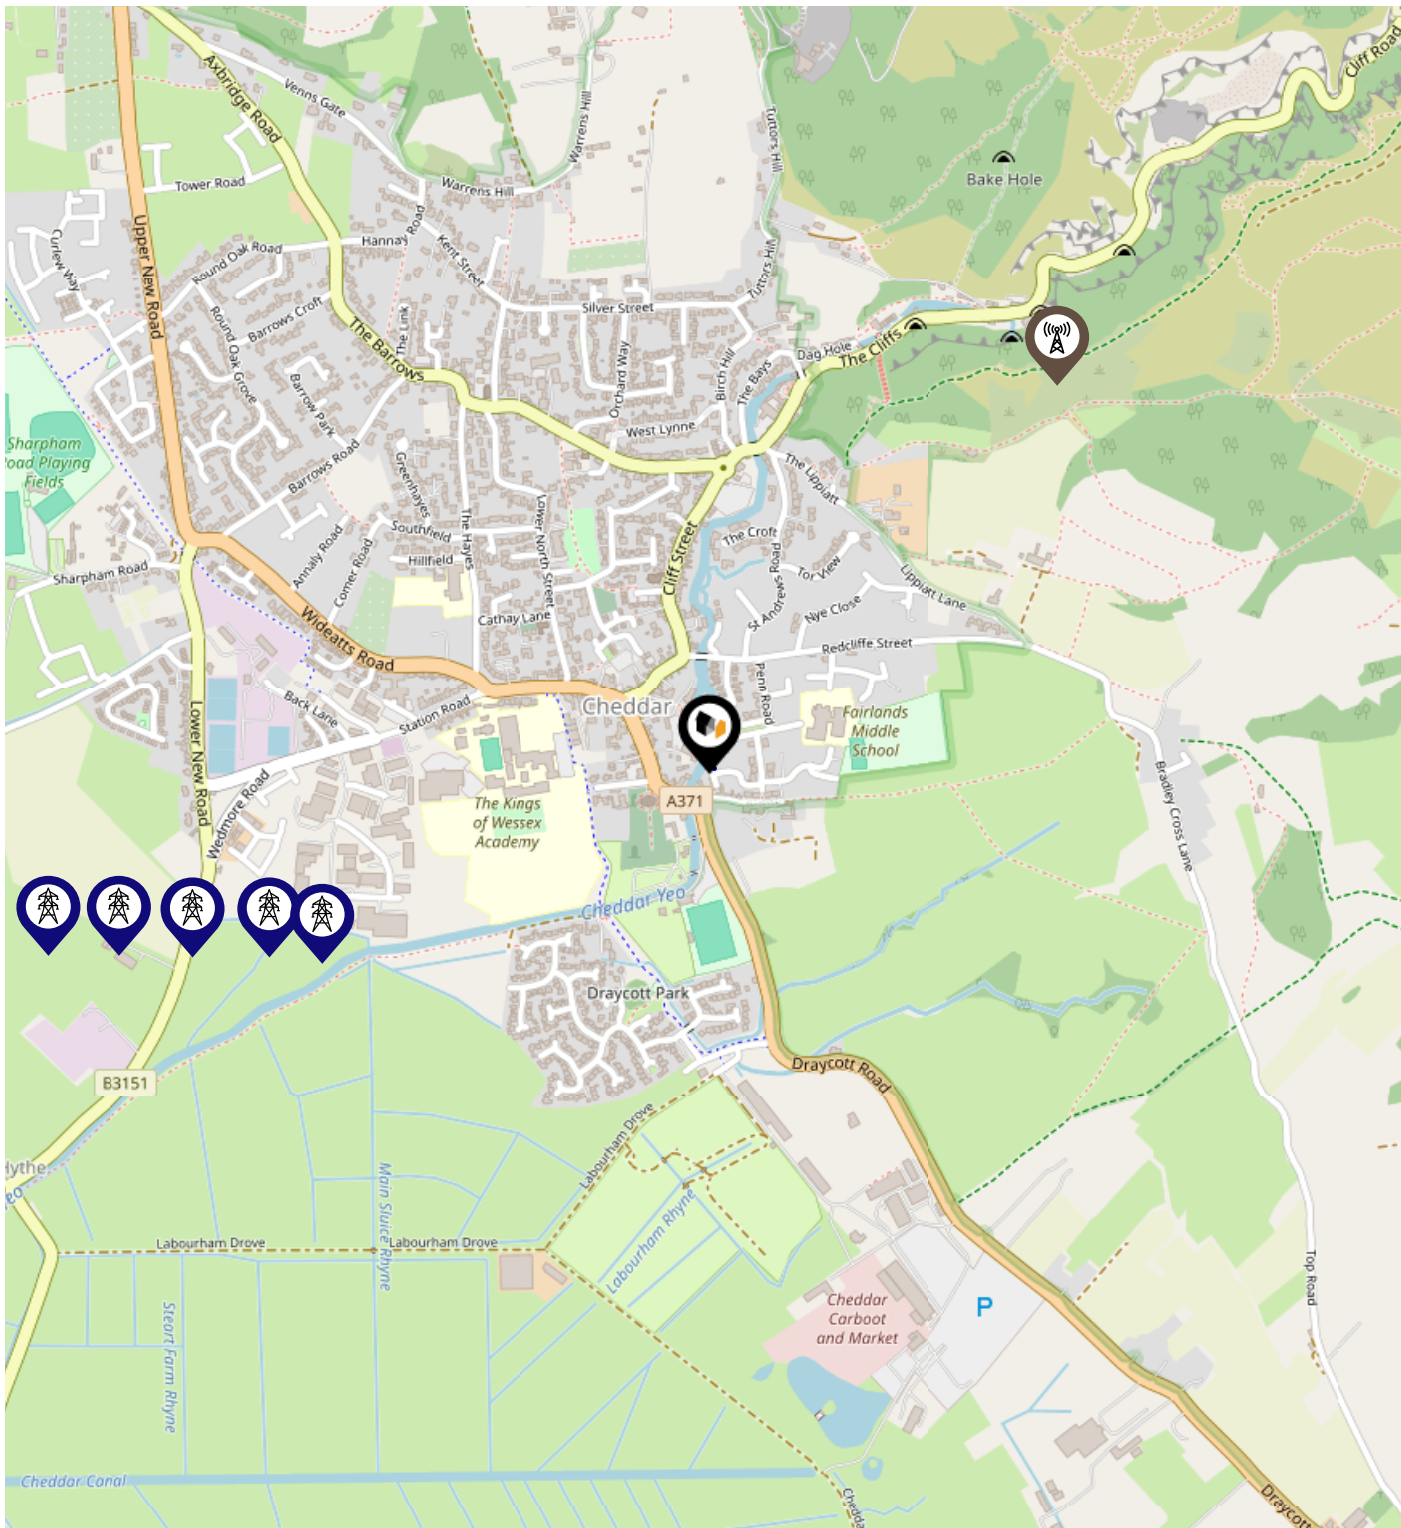 Cliff Road
Axbridge Road
Venns Gate
Warrens Hill
Tuttors Hill
Bake Hole
Tower Road
Warrens Hill
Curlew Way
Upper New Road
Hannay Road
Kent Street
Round Oak Road
Tuttors Hill
Silver Street
Barrows Croft
The Link
Round Oak Grove
The Barrows
Orchard Way
Birch Hill
The Bays
Dag Hole
The Cliffs
Barrow Park
West Lynne
Sharpham
Road Playing
Fields
Barrows Road
Greenhayes
The Lippiatt
Lower North Street
The Hayes
Southfield
Cliff Street
The Croft
Annaly Road
Hillfield
St Andrews Road
Tor View
Sharpham Road
Comer Road
Lippiatt Lane
Cathay Lane
Nye Close
Wideatts Road
Redcliffe Street
Penn Road
Back Lane
Station Road
Cheddar
Fairlands
Middle
School
Lower New Road
Bradley Cross Lane
Wedmore Road
The Kings
of Wessex
Academy
A371
Cheddar Yeo
Draycott Park
Draycott Road
B3151
Labourham Drove
Hythe
Yeo
Main Sluice Rhyne
Labourham Rhyne
Labourham Drove
Labourham Drove
Top Road
Steart Farm Rhyne
Cheddar
Carboot
and Market
P
Cheddar Canal
Chedda
Draycott